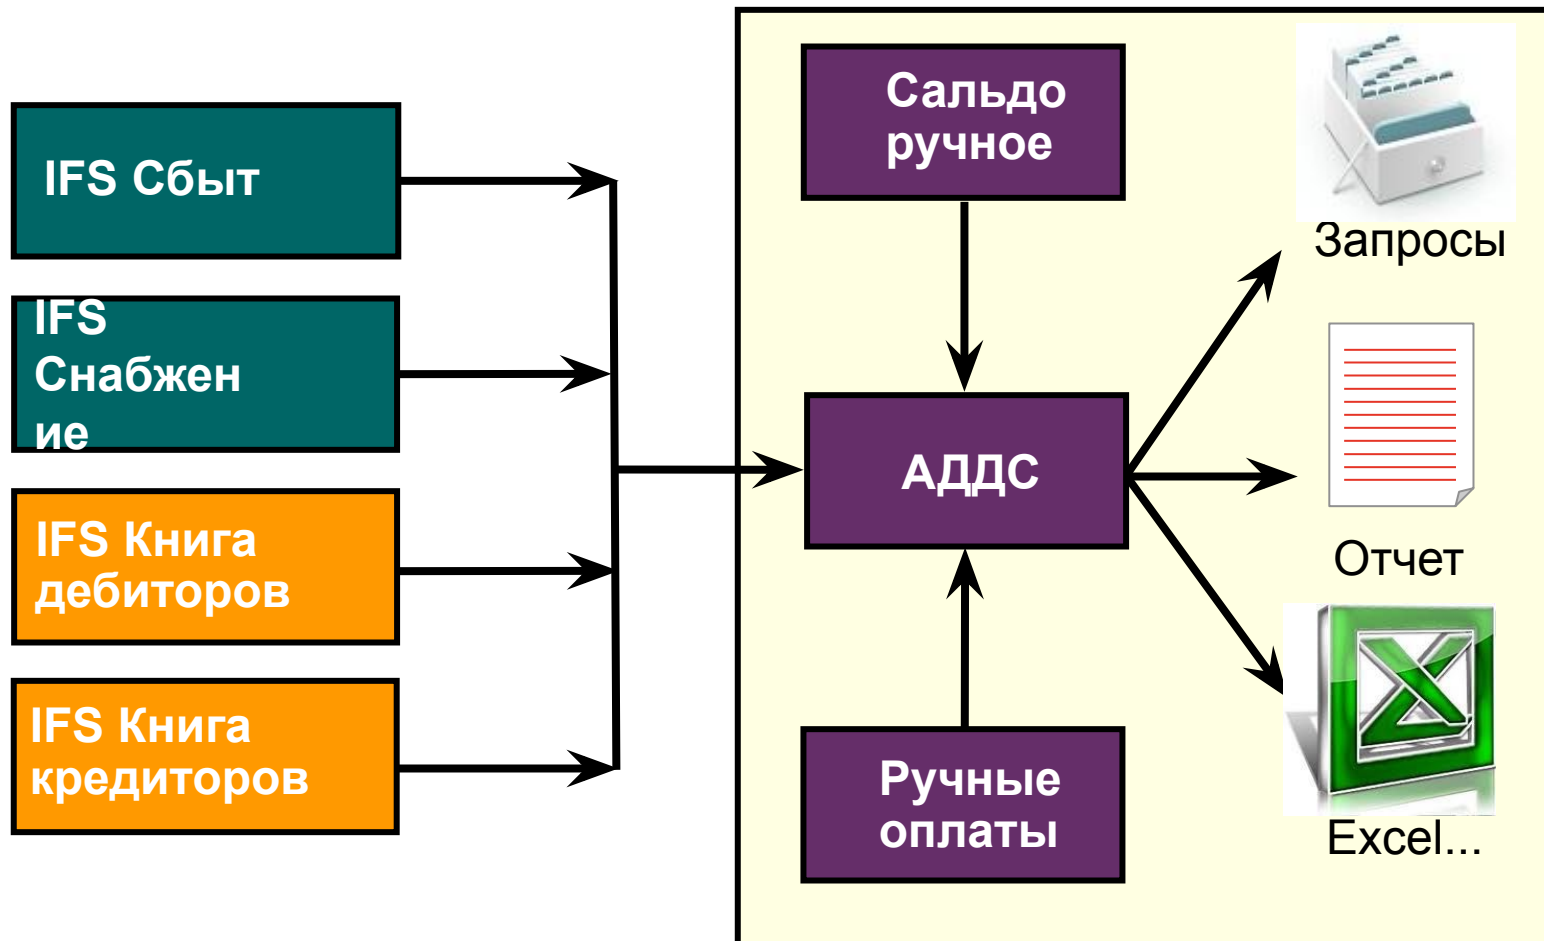 IFS Сбыт
IFS
Снабжен
ие
IFS Книга
дебиторов
IFS Книга
кредиторов
Сальдо
ручное
АДДС
Ручные
оплаты
Запросы
Отчет
Excel...